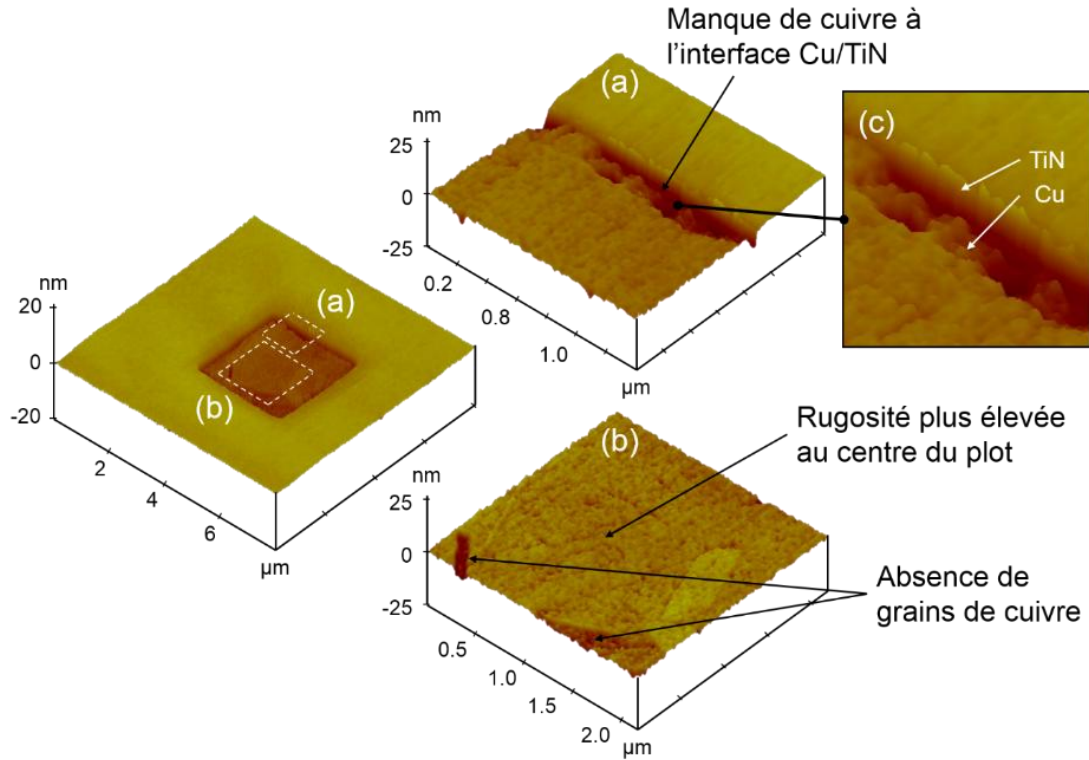 Manque de cuivre à
l'interface Cu/TiN
(a)
nm
25
0
-25
0.2
0.8
1.0
µm
(c)
TiN
Cu
nm
20
0
-20
(a)
(b)
2
4
6
µm
Rugosité plus élevée
au centre du plot
(b)
nm
25
0
-25
0.5
1.0
1.5
2.0
µm
Absence de
grains de cuivre